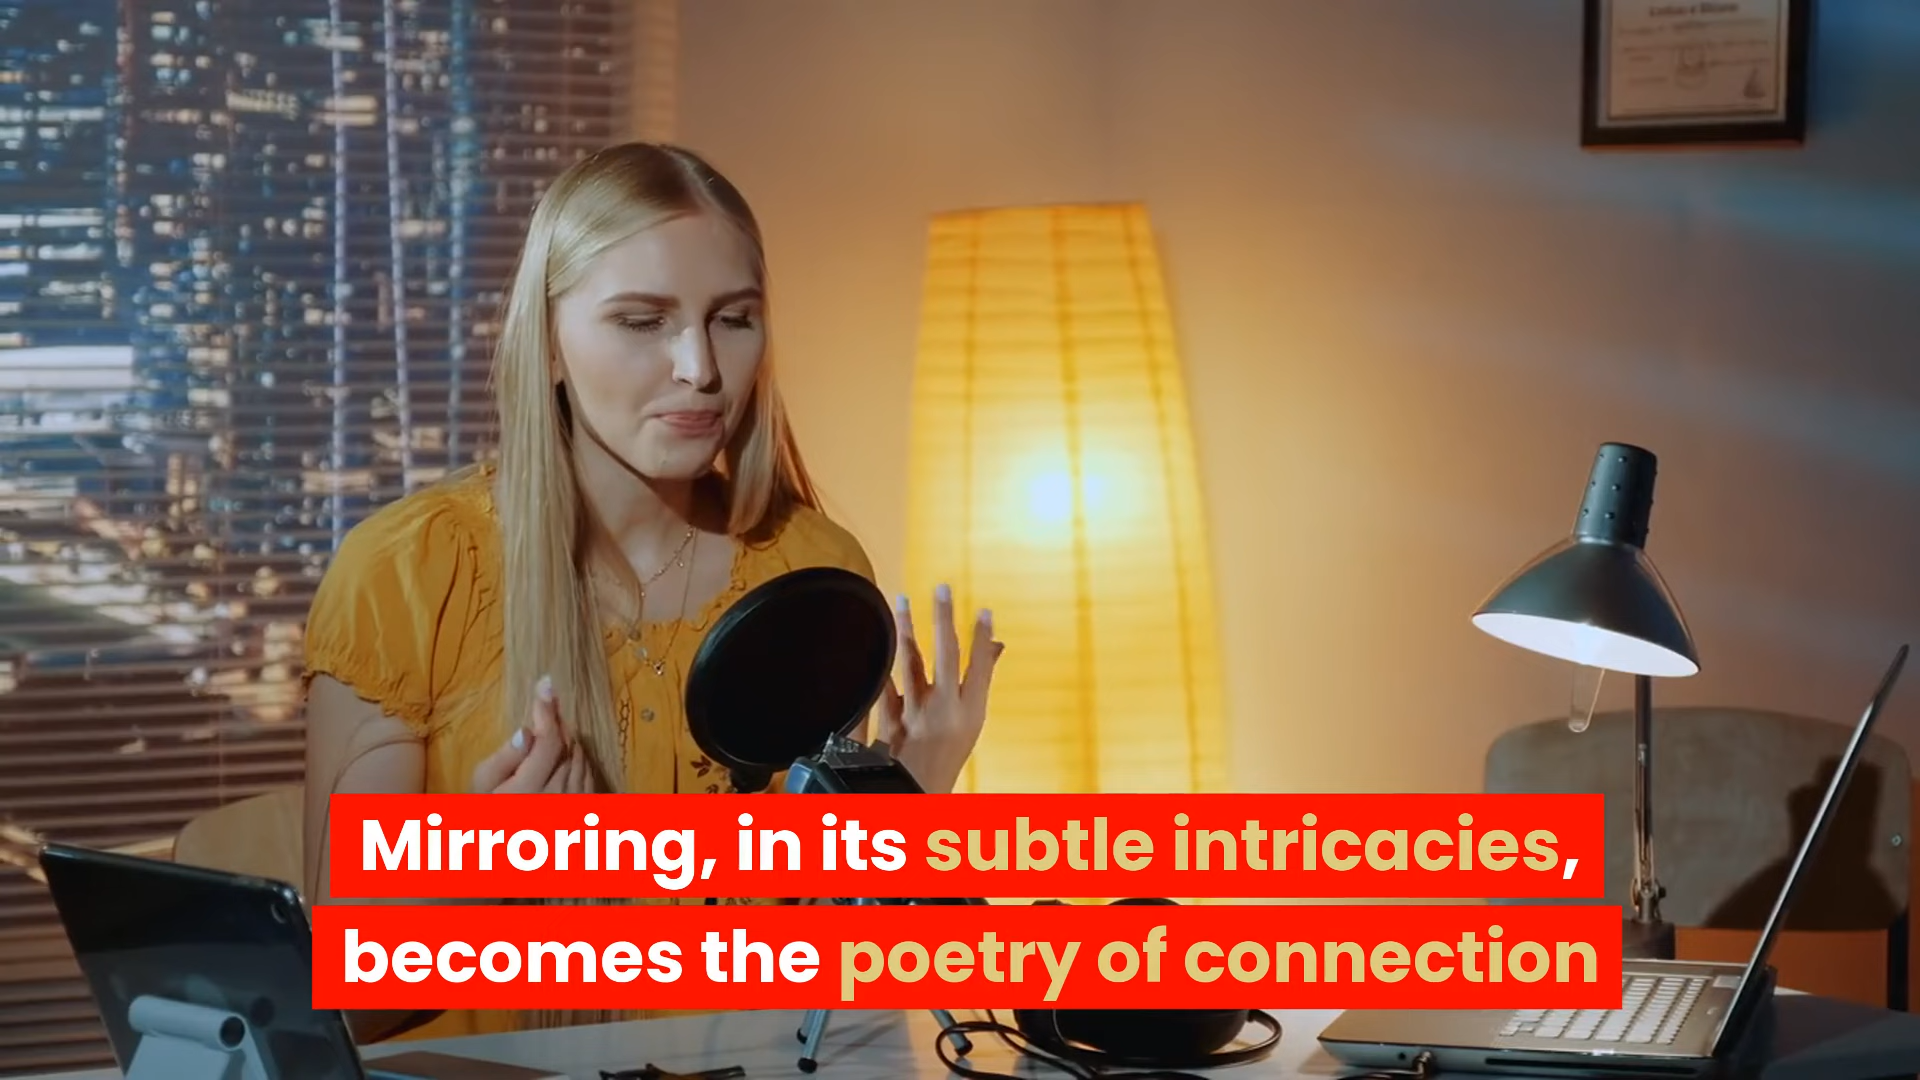 Mirroring, in its subtle intricacies,
becomes the poetry of connection